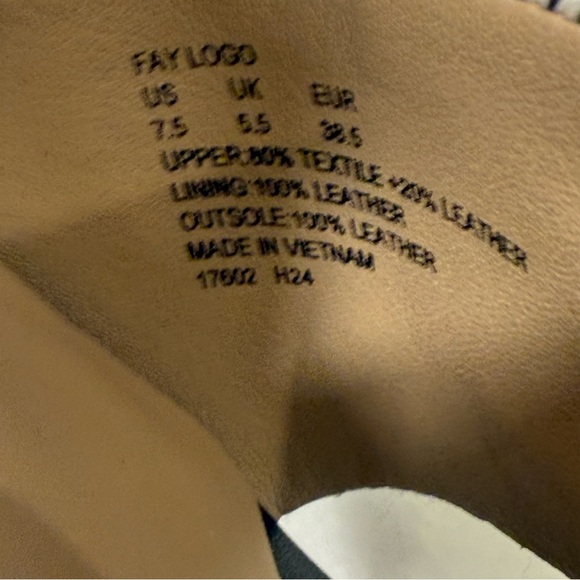 FAY LOGO
US UK EUR
7.5 5.5 38.5
UPPER:80% TEXTILE +20% LEATHER
LINING:100% LEATHER
OUTSOLE:100% LEATHER
MADE IN VIETNAM
17602 H24